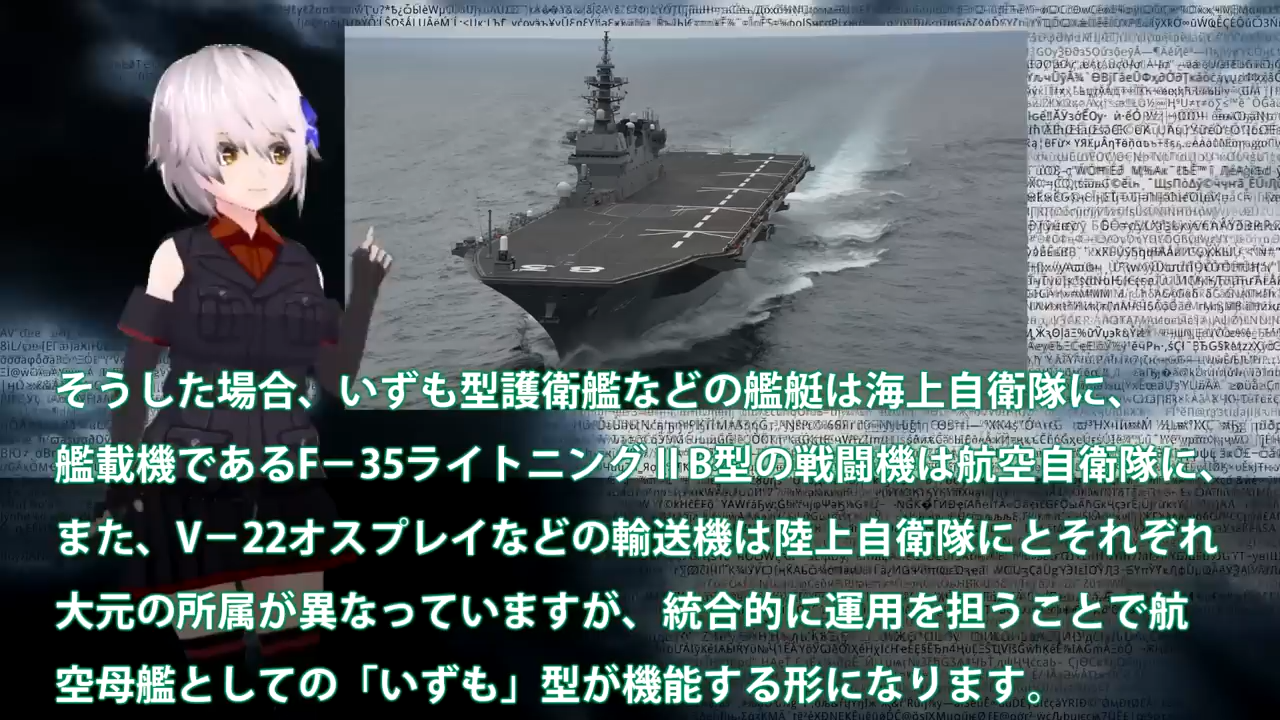 83
そうした場合、いずも型護衛艦などの艦艇は海上自衛隊に、
艦載機であるF－35ライトニングⅡB型の戦闘機は航空自衛隊に、
また、V－22オスプレイなどの輸送機は陸上自衛隊にとそれぞれ
大元の所属が異なっていますが、統合的に運用を担うことで航
空母艦としての「いずも」型が機能する形になります。